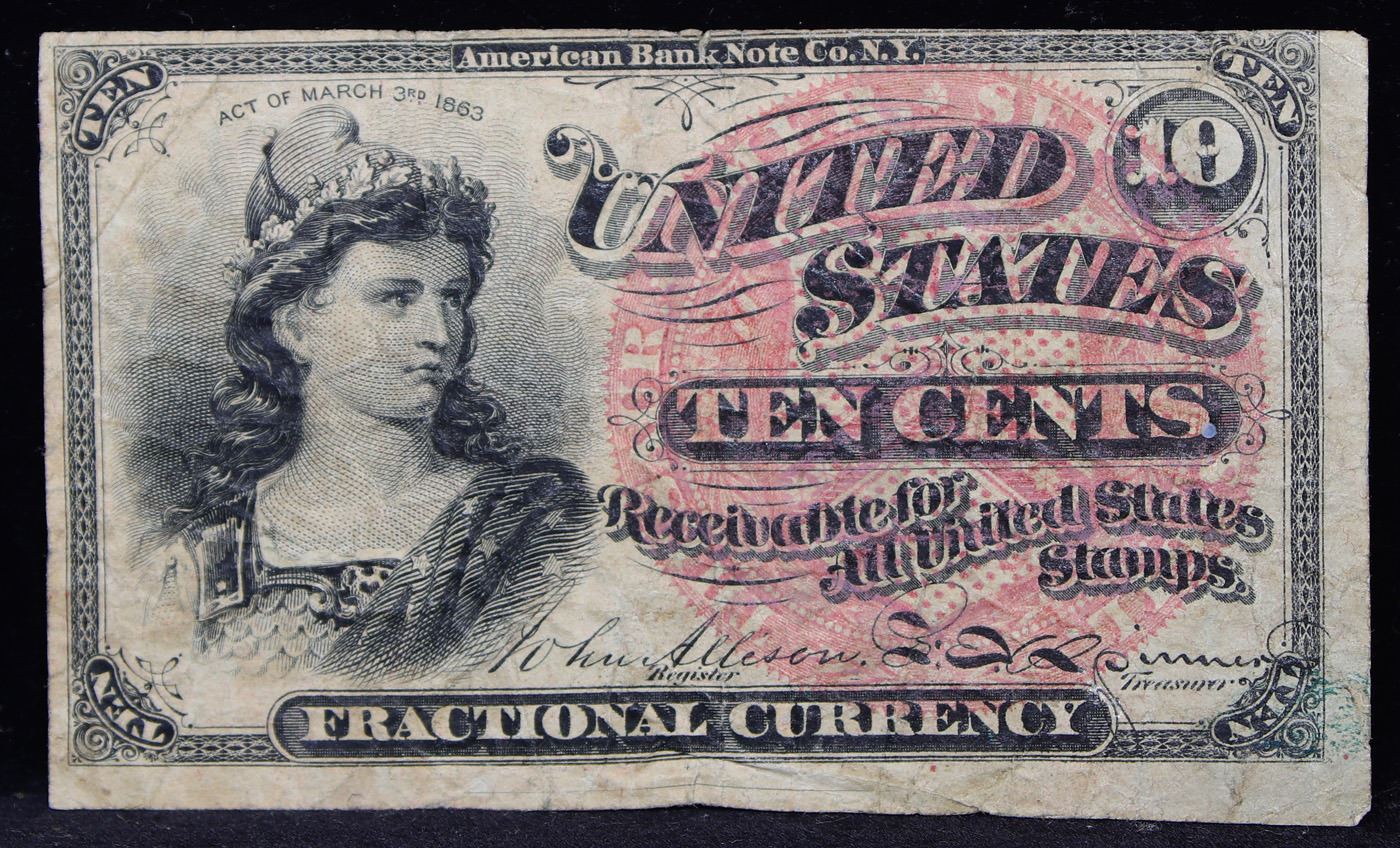 American Bank Note Co. N.Y.
TEN
TEN
ACT OF MARCH 3RD 1863
10
UNITED
STATES
TEN CENTS
Receivable for
All United States
Stamps.
John Allison.
Register
Treasurer
TEN
TEN
FRACTIONAL CURRENCY